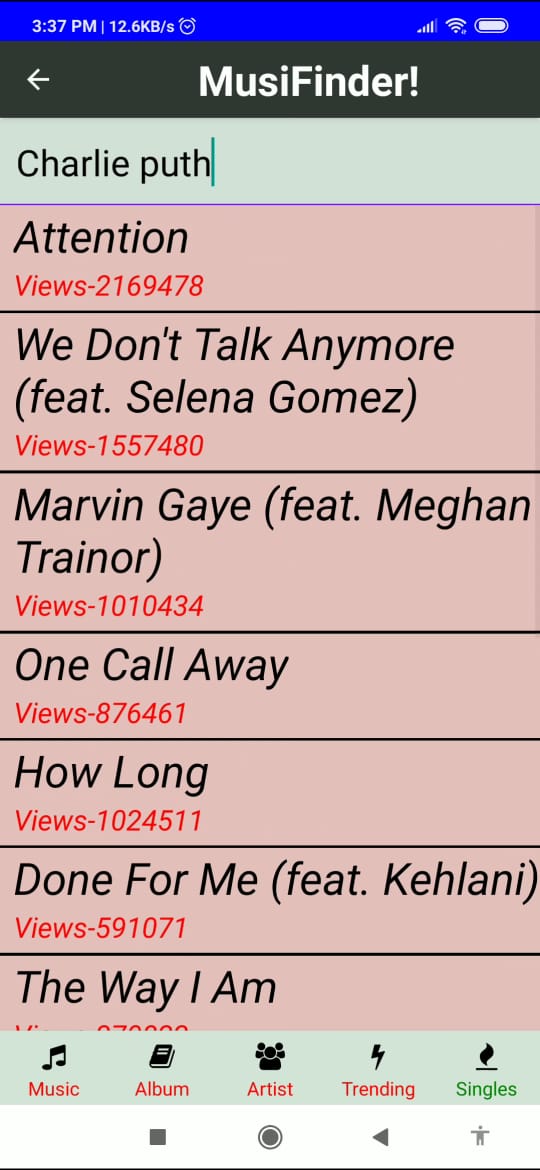 3:37 PM | 12.6KB/s
MusiFinder!
Charlie puth
Attention
Views-2169478
We Don't Talk Anymore
(feat. Selena Gomez)
Views-1557480
Marvin Gaye (feat. Meghan
Trainor)
Views-1010434
One Call Away
Views-876461
How Long
Views-1024511
Done For Me (feat. Kehlani)
Views-591071
The Way I Am
Music Album Artist Trending Singles